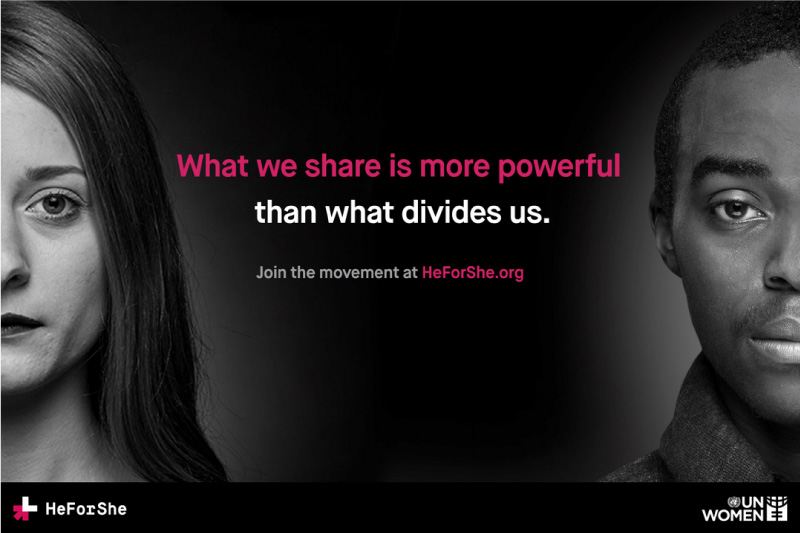 What we share is more powerful
than what divides us.
Join the movement at HeForShe.org
HeForShe
UN
WOMEN